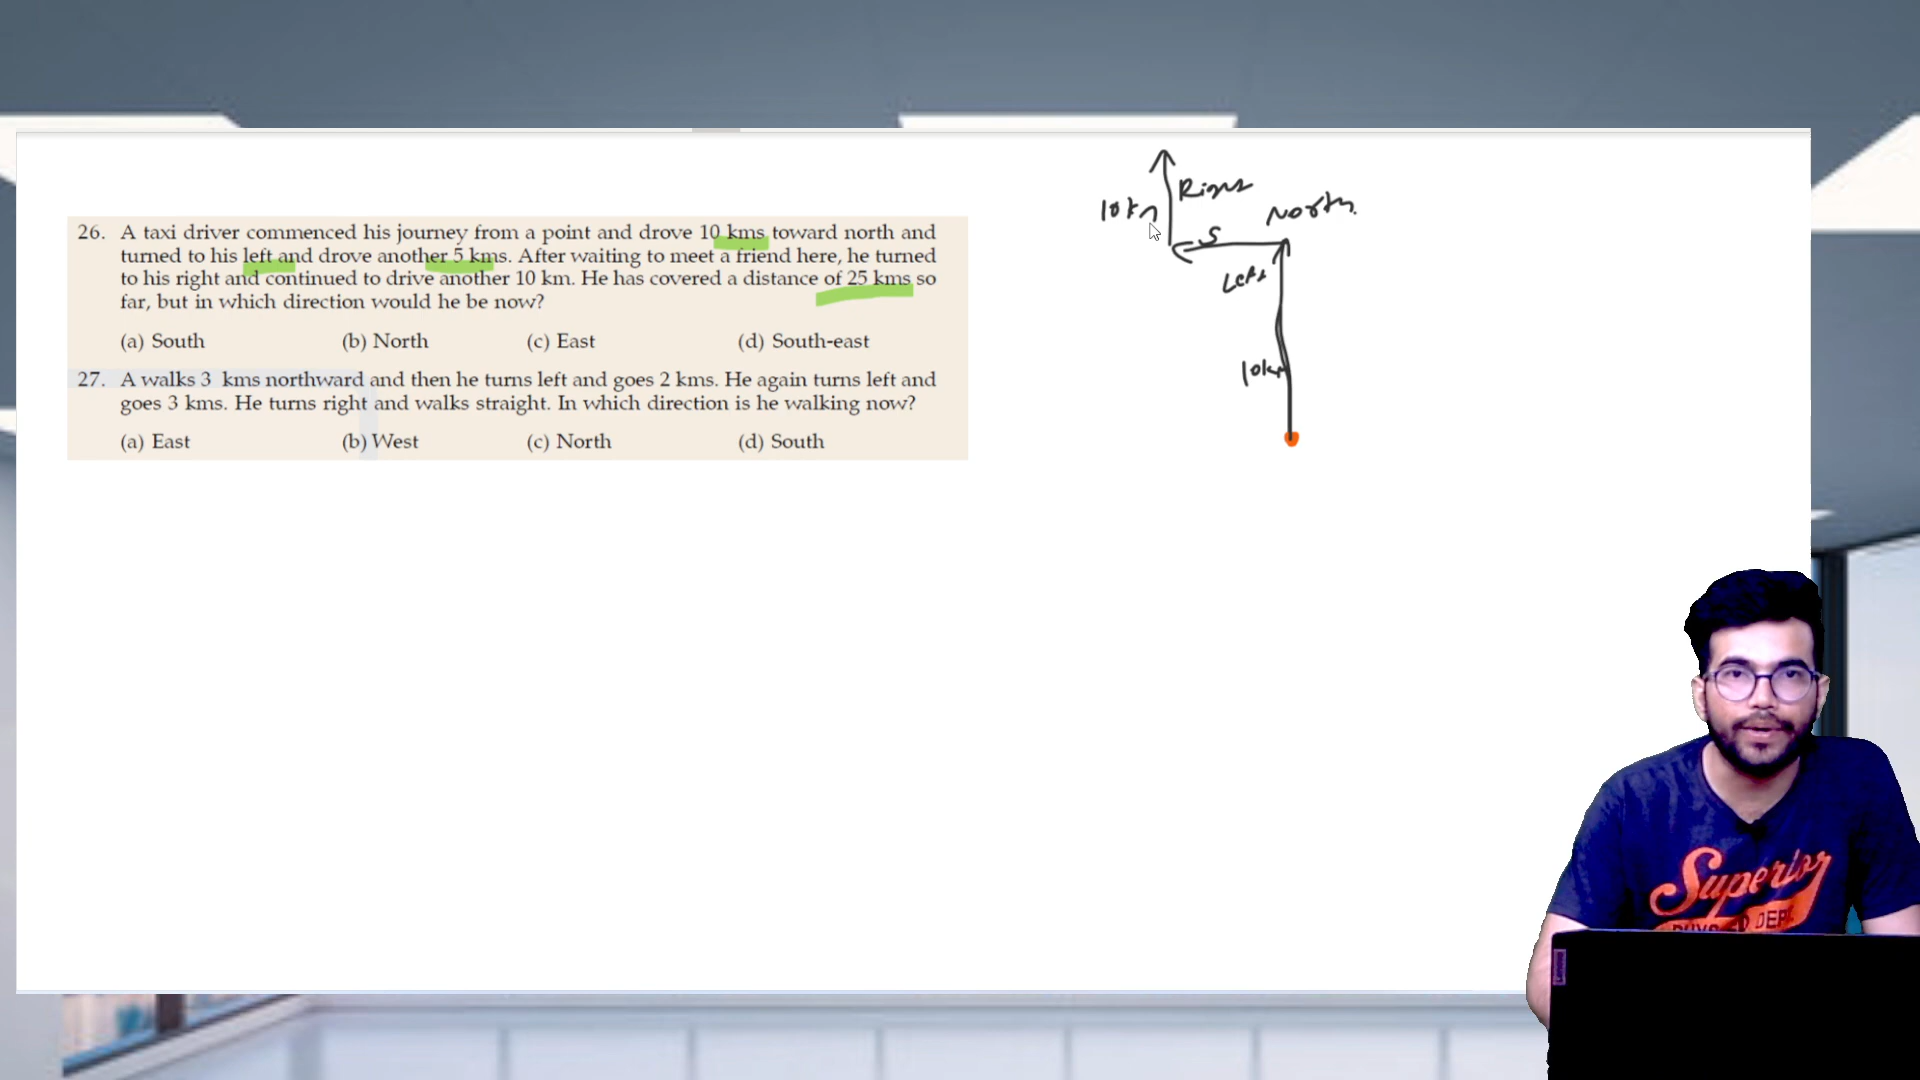 26. A taxi driver commenced his journey from a point and drove 10 kms toward north and
turned to his left and drove another 5 kms. After waiting to meet a friend here, he turned
to his right and continued to drive another 10 km. He has covered a distance of 25 kms so
far, but in which direction would he be now?
(a) South (b) North (c) East (d) South-east
27. A walks 3 kms northward and then he turns left and goes 2 kms. He again turns left and
goes 3 kms. He turns right and walks straight. In which direction is he walking now?
(a) East (b) West (c) North (d) South
10km
North
5
Left
10km
Superior
DEPT